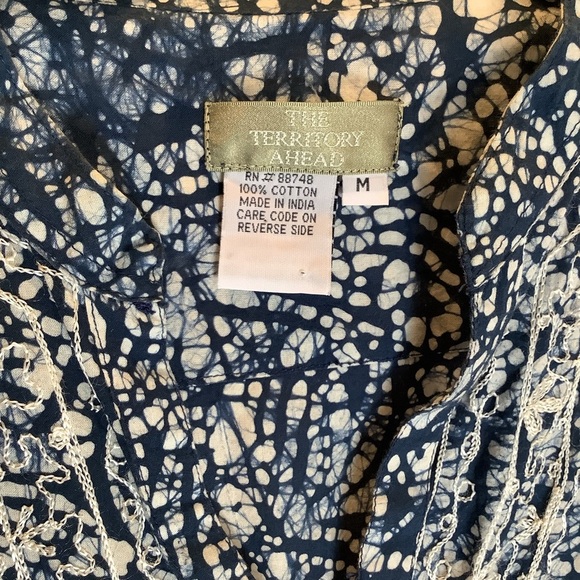 THE
TERRITORY
AHEAD
RN # 88748
100% COTTON
MADE IN INDIA
CARE CODE ON
REVERSE SIDE
M